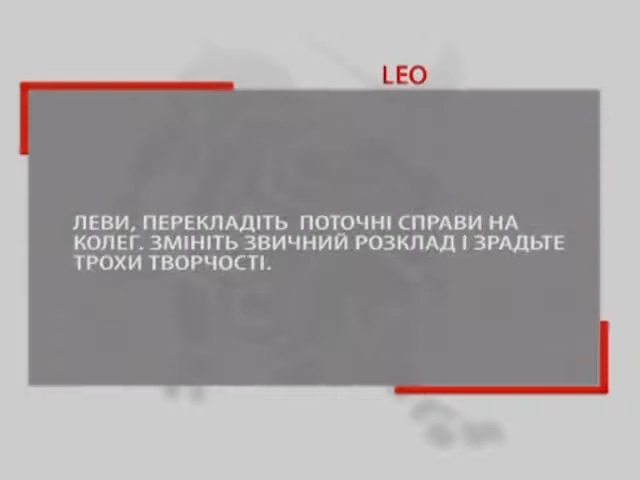 LEO
ЛЕВИ, ПЕРЕКЛАДІТЬ ПОТОЧНІ СПРАВИ НА
КОЛЕГ. ЗМІНІТЬ ЗВИЧНИЙ РОЗКЛАД І ЗРАДЬТЕ
ТРОХИ ТВОРЧОСТІ.